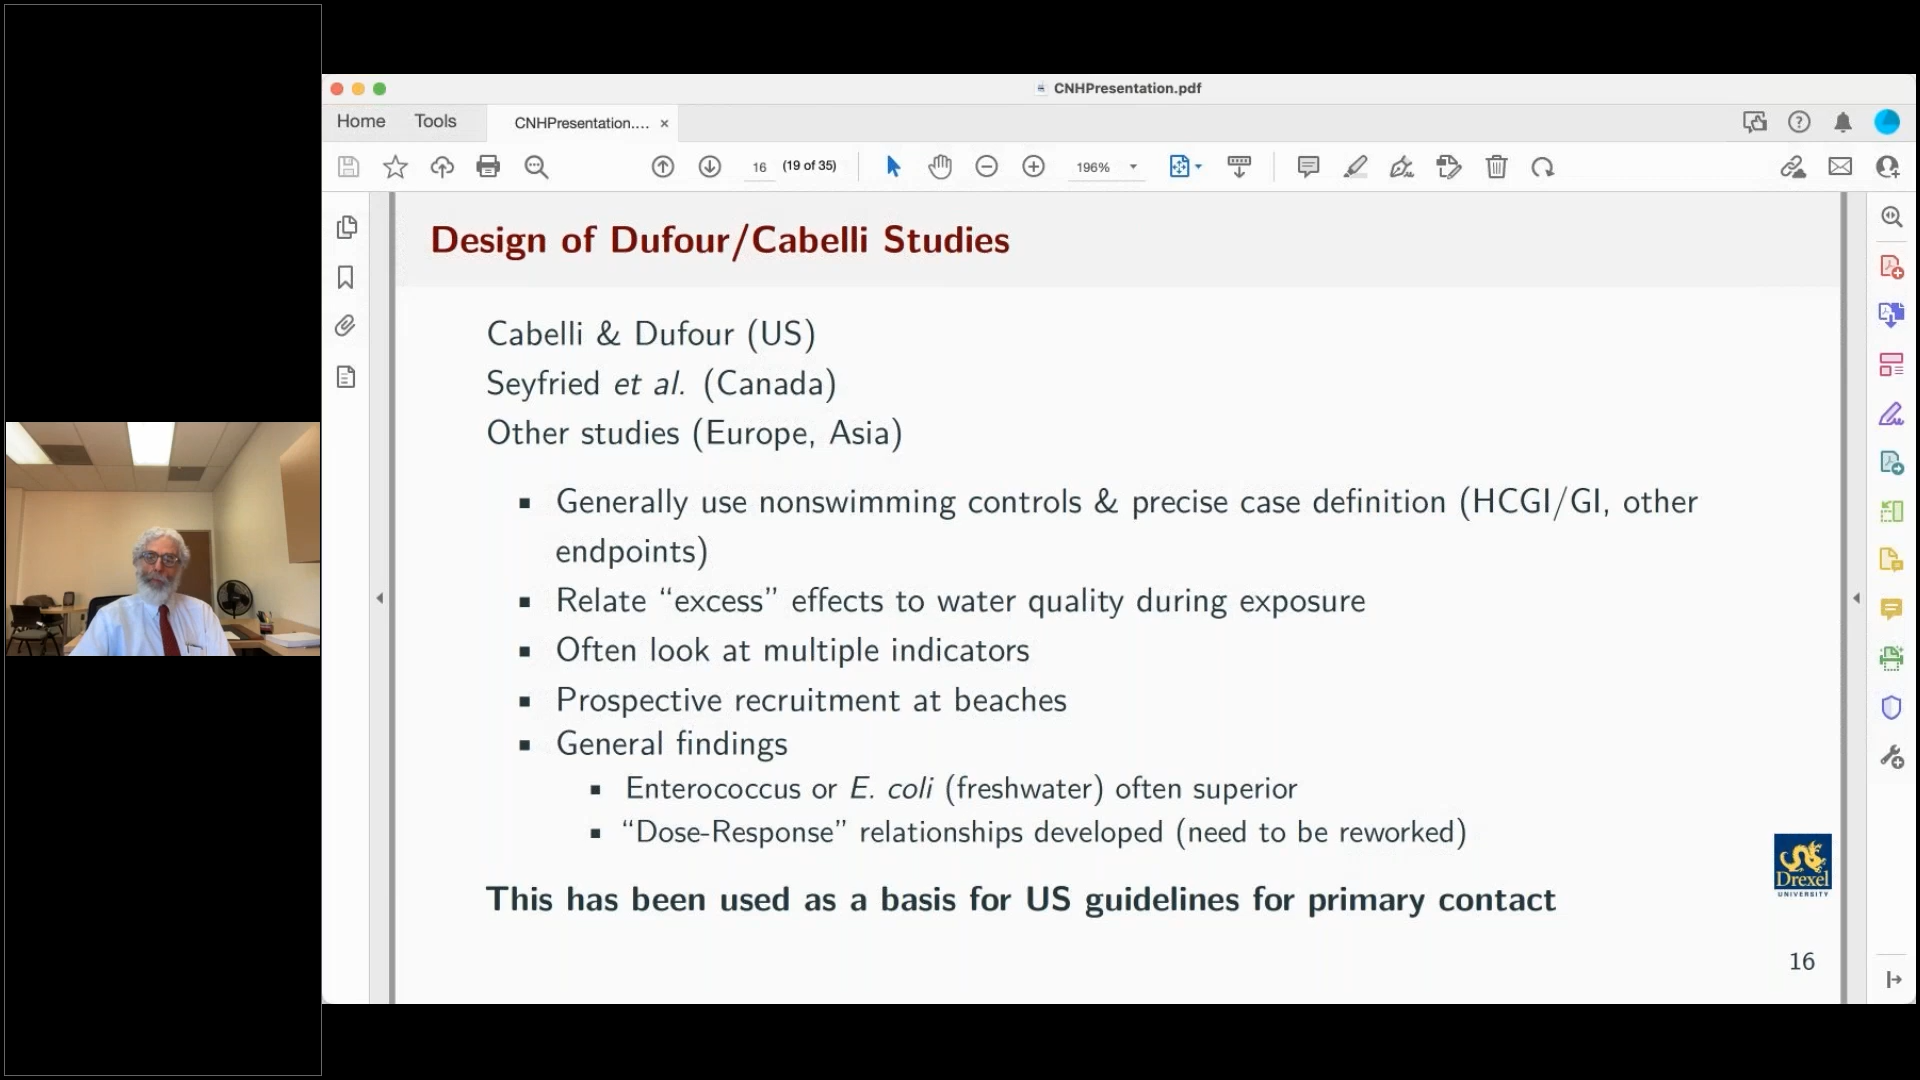 CNHPresentation.pdf
Home
Tools
CNHPresentation.... ×
16
(19 of 35)
196%
Design of Dufour/Cabelli Studies
Cabelli & Dufour (US)
Seyfried et al. (Canada)
Other studies (Europe, Asia)
▪ Generally use nonswimming controls & precise case definition (HCGI/GI, other
endpoints)
▪ Relate “excess” effects to water quality during exposure
▪ Often look at multiple indicators
▪ Prospective recruitment at beaches
▪ General findings
▪ Enterococcus or E. coli (freshwater) often superior
▪ “Dose-Response” relationships developed (need to be reworked)
This has been used as a basis for US guidelines for primary contact
Drexel
UNIVERSITY
16